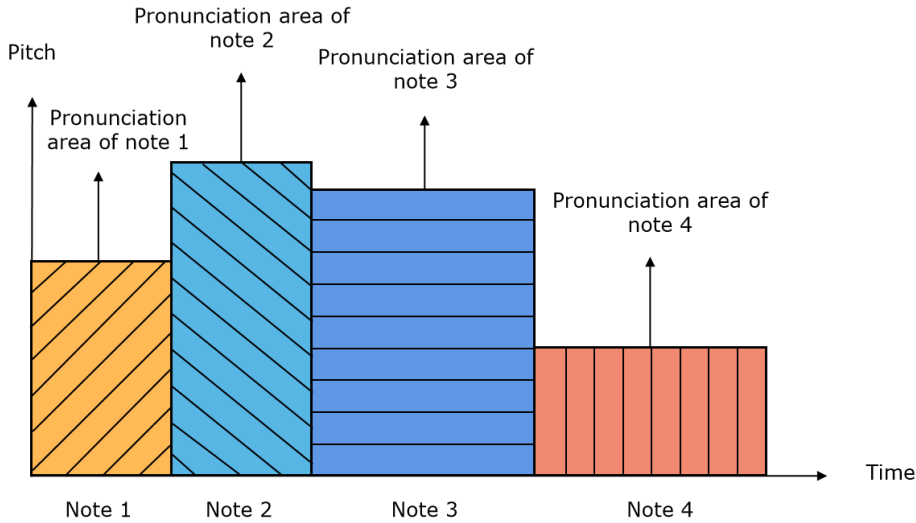 Pronunciation area of
note 2
Pitch
Pronunciation area of
note 3
Pronunciation
area of note 1
Pronunciation area of
note 4
Time
Note 1
Note 2
Note 3
Note 4